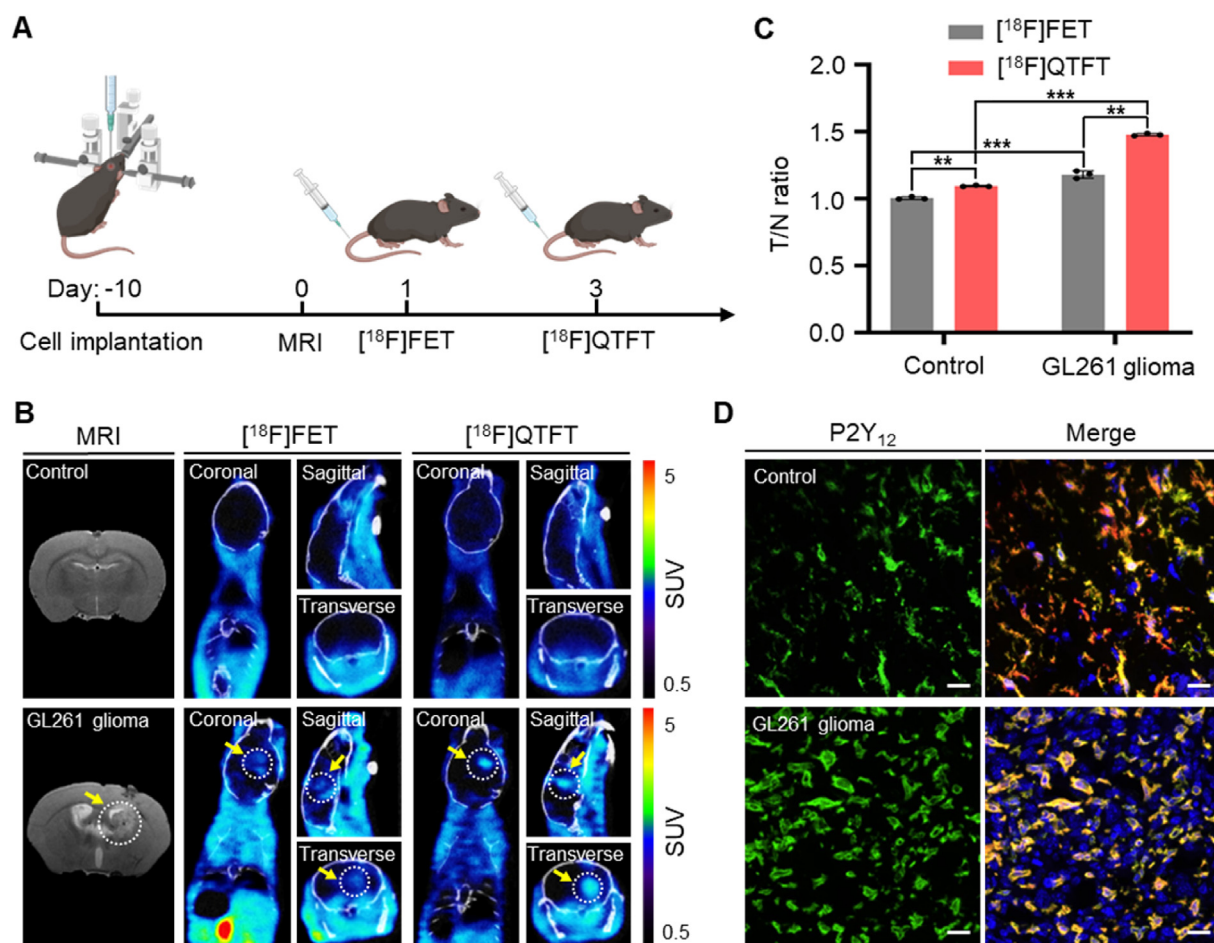 A
Day: -10 0 1 3
Cell implantation MRI [¹⁸F]FET [¹⁸F]QTFT
B
MRI [¹⁸F]FET [¹⁸F]QTFT
Control Coronal Sagittal Coronal Sagittal 5
Transverse Transverse SUV
0.5
GL261 glioma Coronal Sagittal Coronal Sagittal 5
Transverse Transverse SUV
0.5
C
[¹⁸F]FET
[¹⁸F]QTFT
2.0
***
**
1.5
***
**
1.0
0.5
0.0
T/N ratio
Control GL261 glioma
D
P2Y₁₂ Merge
Control
GL261 glioma